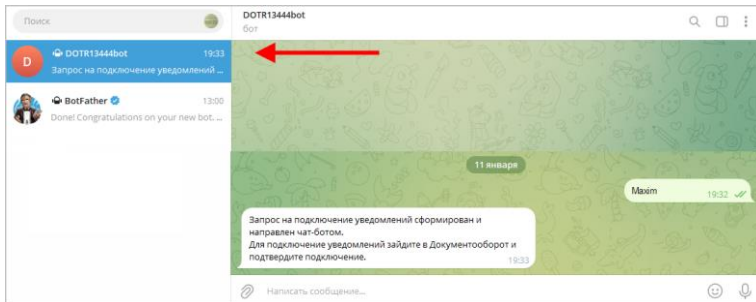 Поиск
DOTR13444bot 19:33
Запрос на подключение уведомлений ...
BotFather 13:00
Done! Congratulations on your new bot. ...
DOTR13444bot
бот
11 января
Maxim 19:32
Запрос на подключение уведомлений сформирован и
направлен чат-ботом.
Для подключение уведомлений зайдите в Документооборот и
подтвердите подключение.
19:33
Написать сообщение...
D